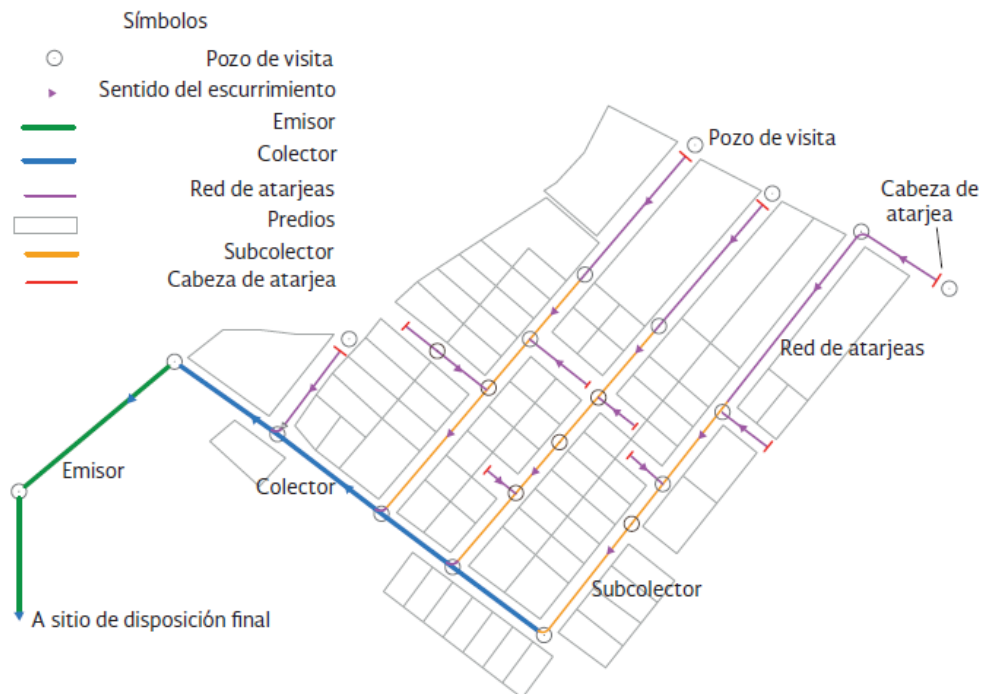 Símbolos
Pozo de visita
Sentido del escurrimiento
Emisor
Colector
Red de atarjeas
Predios
Subcolector
Cabeza de atarjea
Pozo de visita
Cabeza de
atarjea
Red de atarjeas
Emisor
Colector
Subcolector
A sitio de disposición final